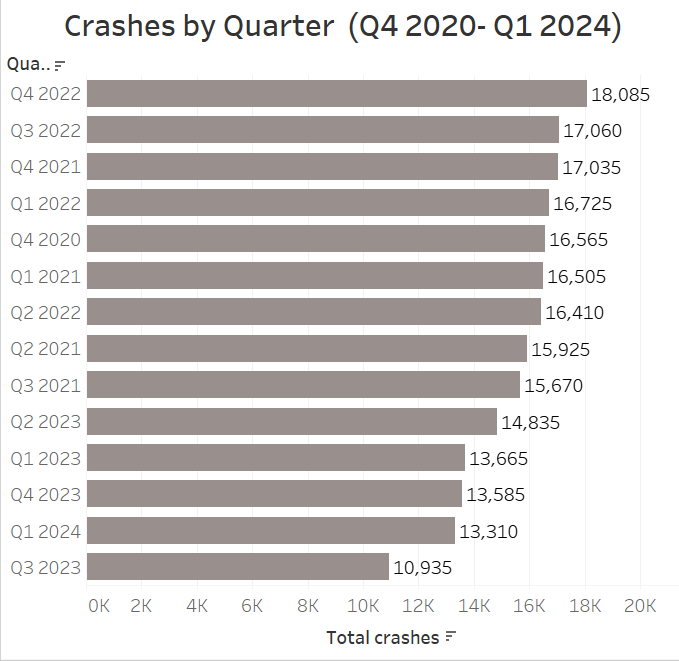 Crashes by Quarter (Q4 2020- Q1 2024)
Qua..
Q4 2022 18,085
Q3 2022 17,060
Q4 2021 17,035
Q1 2022 16,725
Q4 2020 16,565
Q1 2021 16,505
Q2 2022 16,410
Q2 2021 15,925
Q3 2021 15,670
Q2 2023 14,835
Q1 2023 13,665
Q4 2023 13,585
Q1 2024 13,310
Q3 2023 10,935
0K 2K 4K 6K 8K 10K 12K 14K 16K 18K 20K
Total crashes